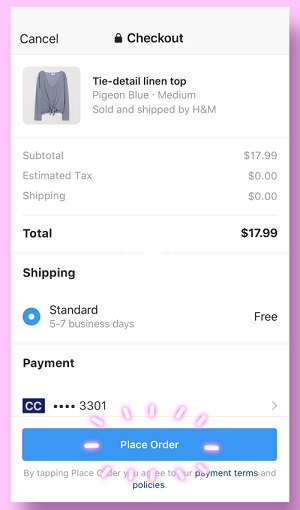 Cancel Checkout
Tie-detail linen top
Pigeon Blue · Medium
Sold and shipped by H&M
Subtotal $17.99
Estimated Tax $0.00
Shipping $0.00
Total $17.99
Shipping
Standard
5-7 business days
Free
Payment
CC •••• 3301
Place Order
By tapping Place Order you agree to our payment terms and
policies.